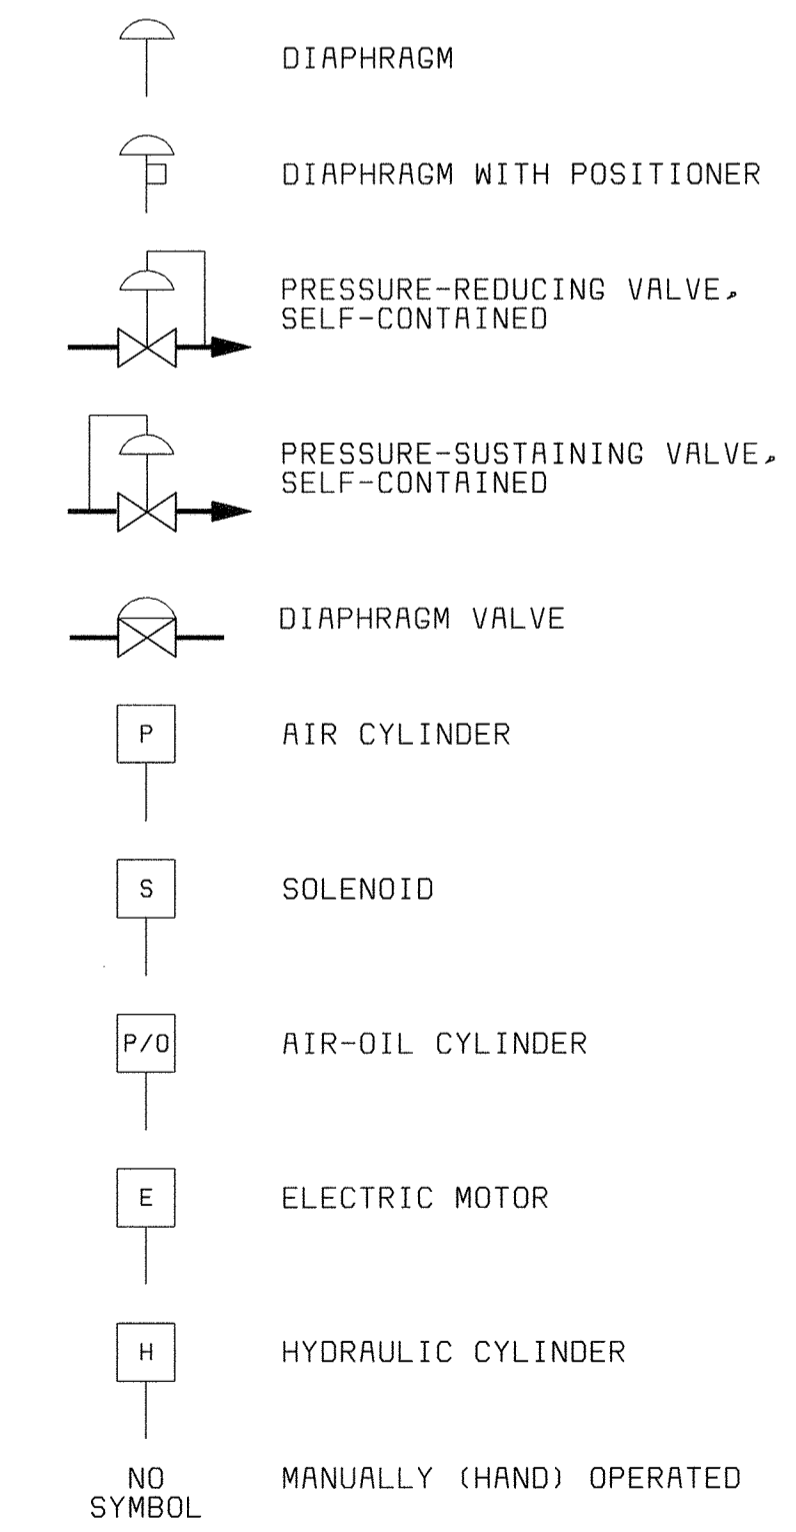 DIAPHRAGM
DIAPHRAGM WITH POSITIONER
PRESSURE-REDUCING VALVE,
SELF-CONTAINED
PRESSURE-SUSTAINING VALVE,
SELF-CONTAINED
DIAPHRAGM VALVE
P AIR CYLINDER
S SOLENOID
P/O AIR-OIL CYLINDER
E ELECTRIC MOTOR
H HYDRAULIC CYLINDER
NO MANUALLY (HAND) OPERATED
SYMBOL